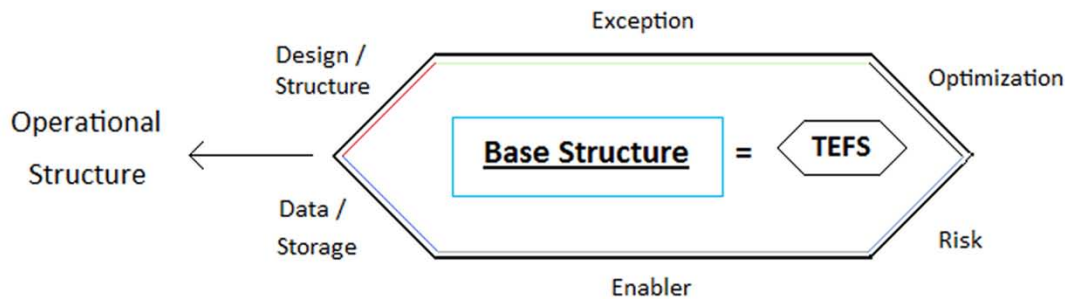 Exception
Design /
Structure
Optimization
Operational
Structure
Base Structure = TEFS
Data /
Storage
Risk
Enabler